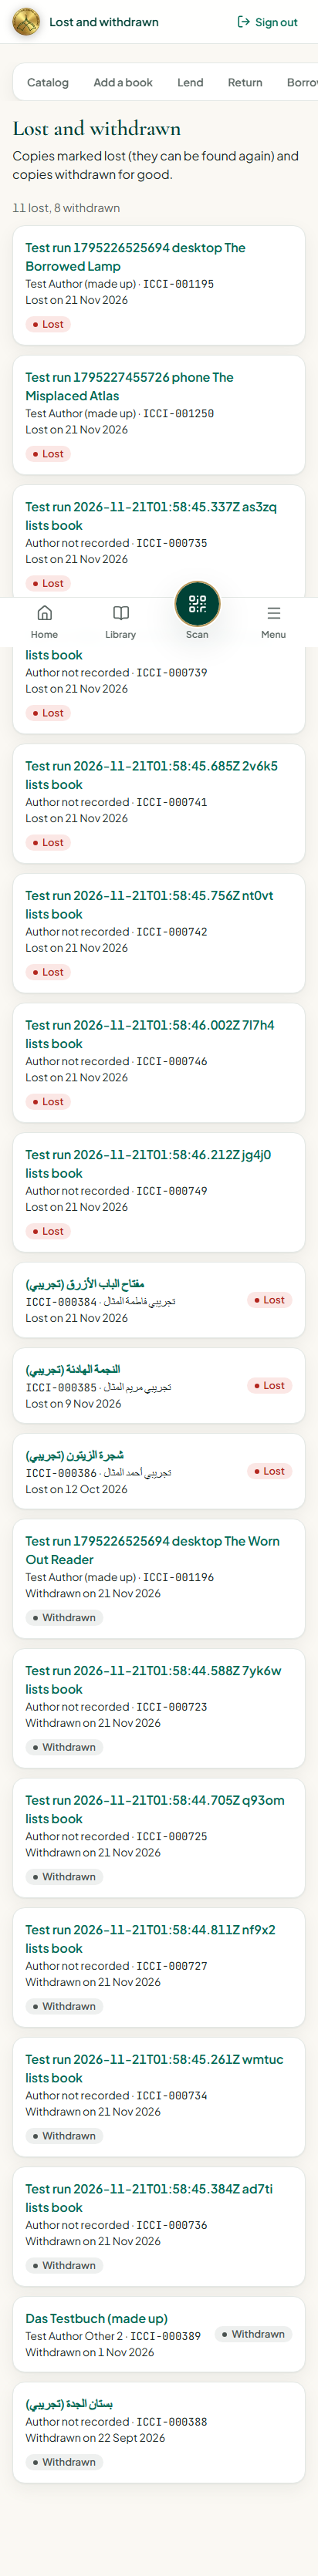 Lost and withdrawn
Sign out
Catalog
Add a book
Lend
Return
Lost and withdrawn
Copies marked lost (they can be found again) and
copies withdrawn for good.
11 lost, 8 withdrawn
Test run 1795226525694 desktop The
Borrowed Lamp
Test Author (made up) · ICCI-001195
Lost on 21 Nov 2026
Lost
Test run 1795227455726 phone The
Misplaced Atlas
Test Author (made up) · ICCI-001250
Lost on 21 Nov 2026
Lost
Test run 2026-11-21T01:58:45.337Z as3zq
lists book
Author not recorded · ICCI-000735
Lost on 21 Nov 2026
Lost
Home
Library
Scan
Menu
lists book
Author not recorded · ICCI-000739
Lost on 21 Nov 2026
Lost
Test run 2026-11-21T01:58:45.685Z 2v6k5
lists book
Author not recorded · ICCI-000741
Lost on 21 Nov 2026
Lost
Test run 2026-11-21T01:58:45.756Z nt0vt
lists book
Author not recorded · ICCI-000742
Lost on 21 Nov 2026
Lost
Test run 2026-11-21T01:58:46.002Z 7l7h4
lists book
Author not recorded · ICCI-000746
Lost on 21 Nov 2026
Lost
Test run 2026-11-21T01:58:46.212Z jg4j0
lists book
Author not recorded · ICCI-000749
Lost on 21 Nov 2026
Lost
مفتاح الباب الأزرق (تجريبي)
تجريبي فاطمة المثال · ICCI-000384
Lost on 21 Nov 2026
Lost
النجمة الهادئة (تجريبي)
تجريبي مريم المثال · ICCI-000385
Lost on 9 Nov 2026
Lost
شجرة الزيتون (تجريبي)
تجريبي أحمد المثال · ICCI-000386
Lost on 12 Oct 2026
Lost
Test run 1795226525694 desktop The Worn
Out Reader
Test Author (made up) · ICCI-001196
Withdrawn on 21 Nov 2026
Withdrawn
Test run 2026-11-21T01:58:44.588Z 7yk6w
lists book
Author not recorded · ICCI-000723
Withdrawn on 21 Nov 2026
Withdrawn
Test run 2026-11-21T01:58:44.705Z q93om
lists book
Author not recorded · ICCI-000725
Withdrawn on 21 Nov 2026
Withdrawn
Test run 2026-11-21T01:58:44.811Z nf9x2
lists book
Author not recorded · ICCI-000727
Withdrawn on 21 Nov 2026
Withdrawn
Test run 2026-11-21T01:58:45.261Z wmtuc
lists book
Author not recorded · ICCI-000734
Withdrawn on 21 Nov 2026
Withdrawn
Test run 2026-11-21T01:58:45.384Z ad7ti
lists book
Author not recorded · ICCI-000736
Withdrawn on 21 Nov 2026
Withdrawn
Das Testbuch (made up)
Test Author Other 2 · ICCI-000389
Withdrawn on 1 Nov 2026
Withdrawn
بستان الجدة (تجريبي)
Author not recorded · ICCI-000388
Withdrawn on 22 Sept 2026
Withdrawn